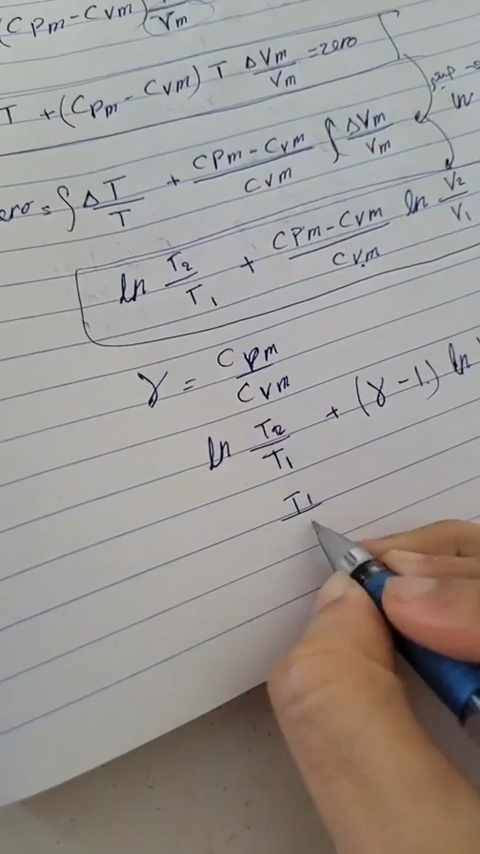 (Cpm - Cvm) / Vm
T + (Cpm - Cvm) T ΔVm/Vm = zero
ero = ∫ ΔT/T + Cpm - Cvm/Cvm ∫ ΔVm/Vm
ln T2/T1 + Cpm - Cvm/Cvm ln V2/V1
γ = Cpm/Cvm
ln T2/T1 + (γ - 1) ln
T1